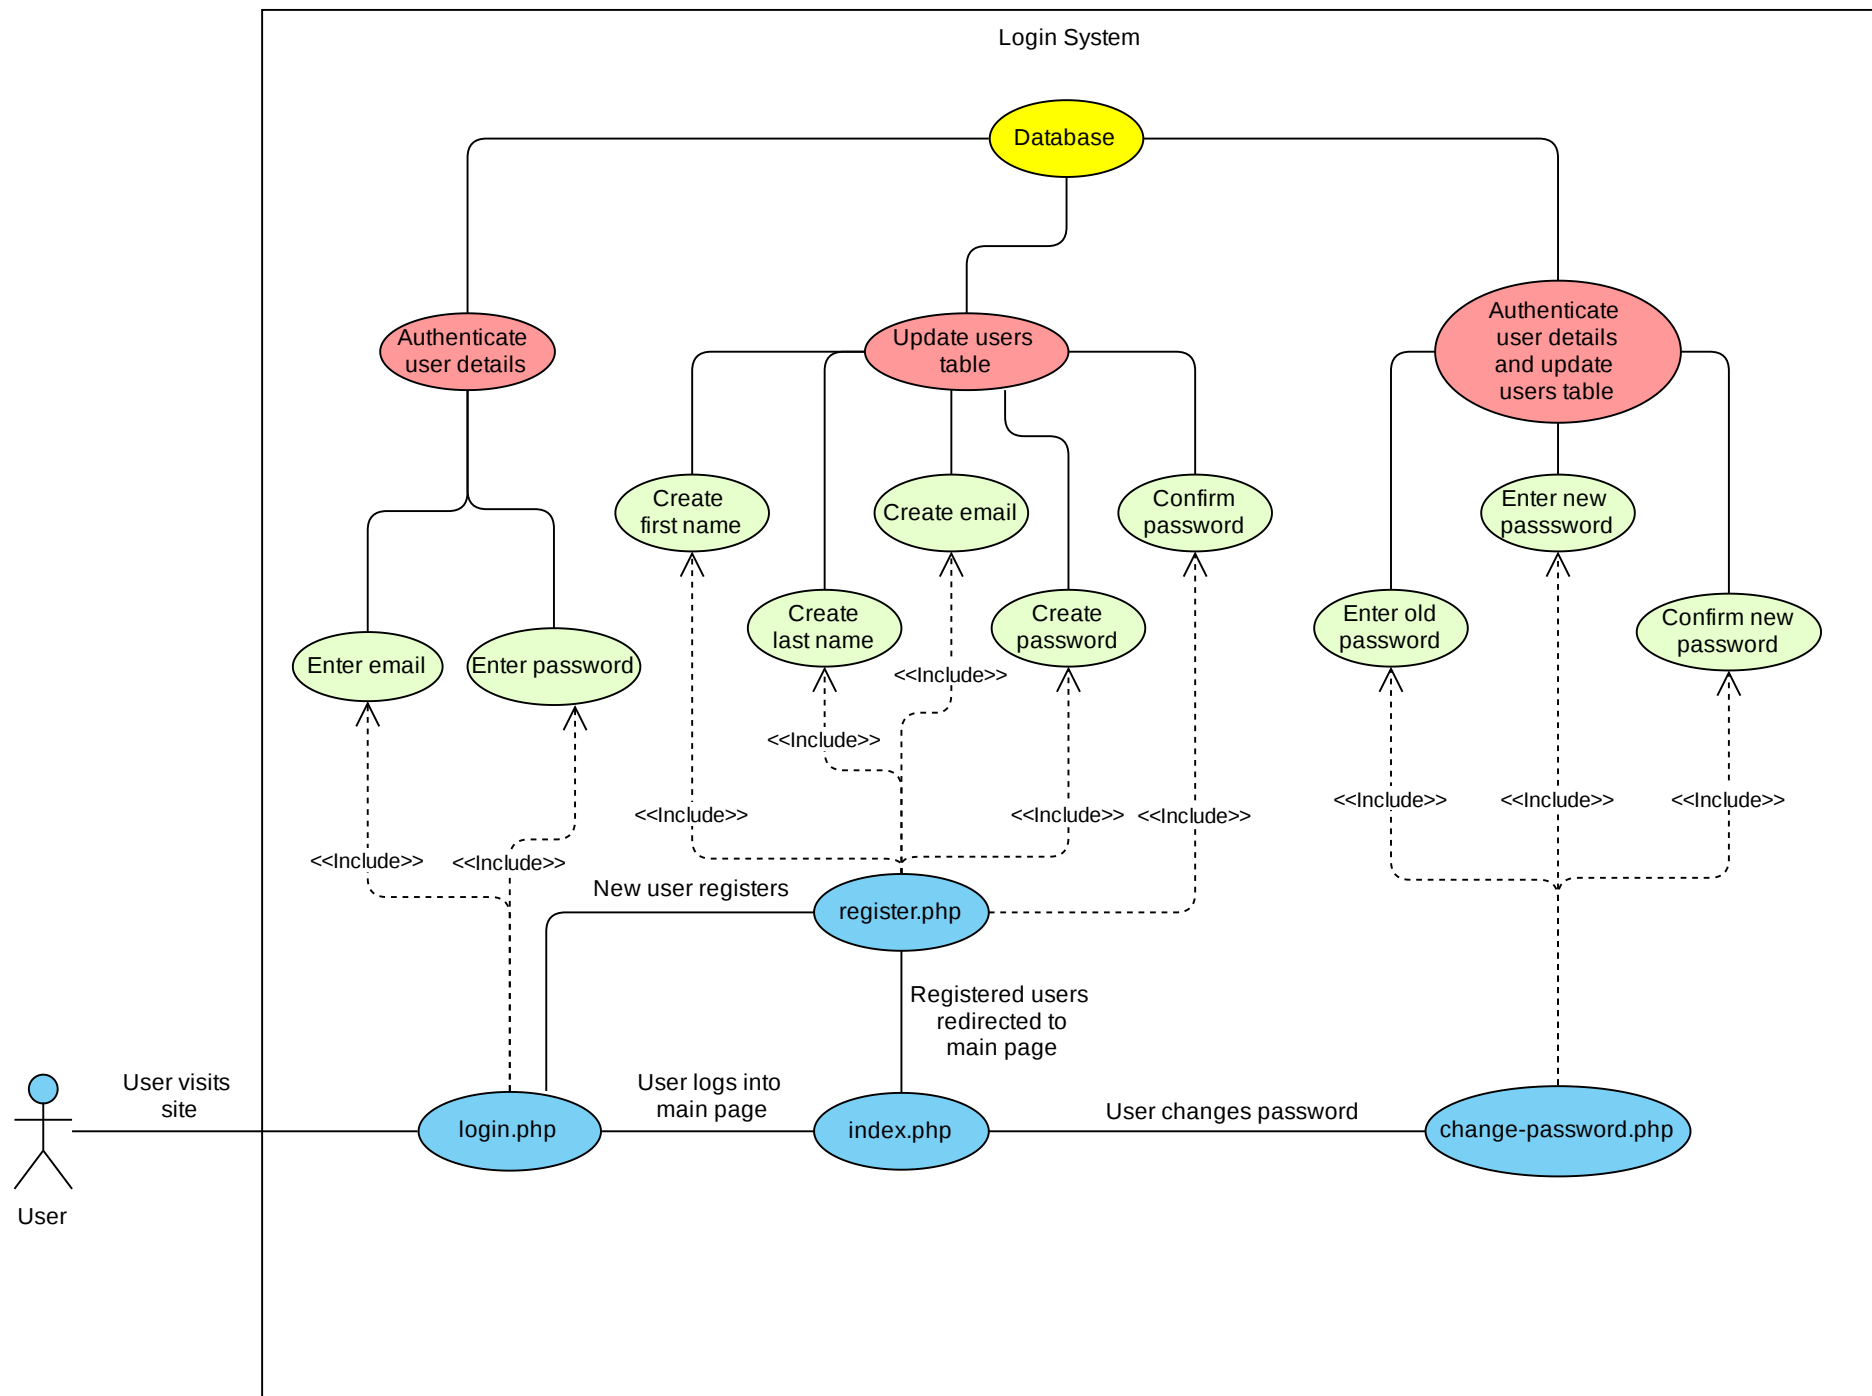 Login System
Database
Authenticate
user details
Update users
table
Authenticate
user details
and update
users table
Create
first name
Create email
Confirm
password
Enter new
passsword
Create
last name
Create
password
Enter old
password
Confirm new
password
Enter email
Enter password
<<Include>>
<<Include>>
<<Include>>
<<Include>>
<<Include>>
<<Include>>
<<Include>>
<<Include>>
<<Include>>
<<Include>>
New user registers
register.php
Registered users
redirected to
main page
User visits
site
User logs into
main page
User changes password
login.php
index.php
change-password.php
User